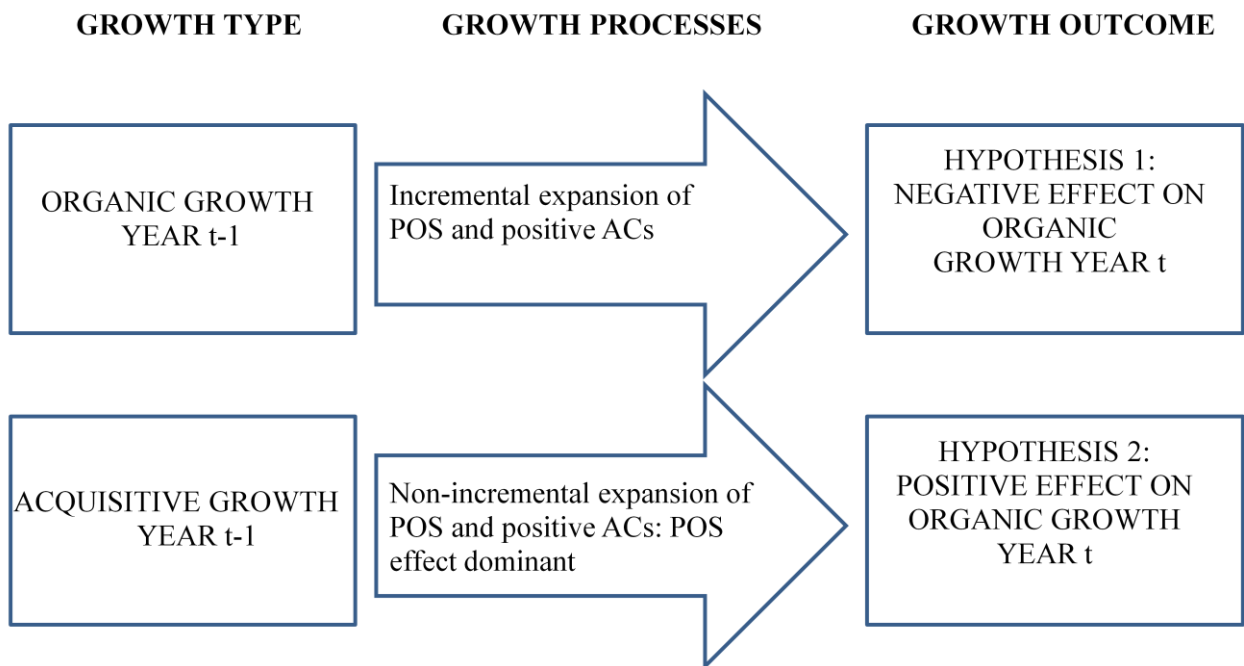 GROWTH TYPE
GROWTH PROCESSES
GROWTH OUTCOME
ORGANIC GROWTH
YEAR t-1
Incremental expansion of
POS and positive ACs
HYPOTHESIS 1:
NEGATIVE EFFECT ON
ORGANIC
GROWTH YEAR t
ACQUISITIVE GROWTH
YEAR t-1
Non-incremental expansion of
POS and positive ACs: POS
effect dominant
HYPOTHESIS 2:
POSITIVE EFFECT ON
ORGANIC GROWTH
YEAR t